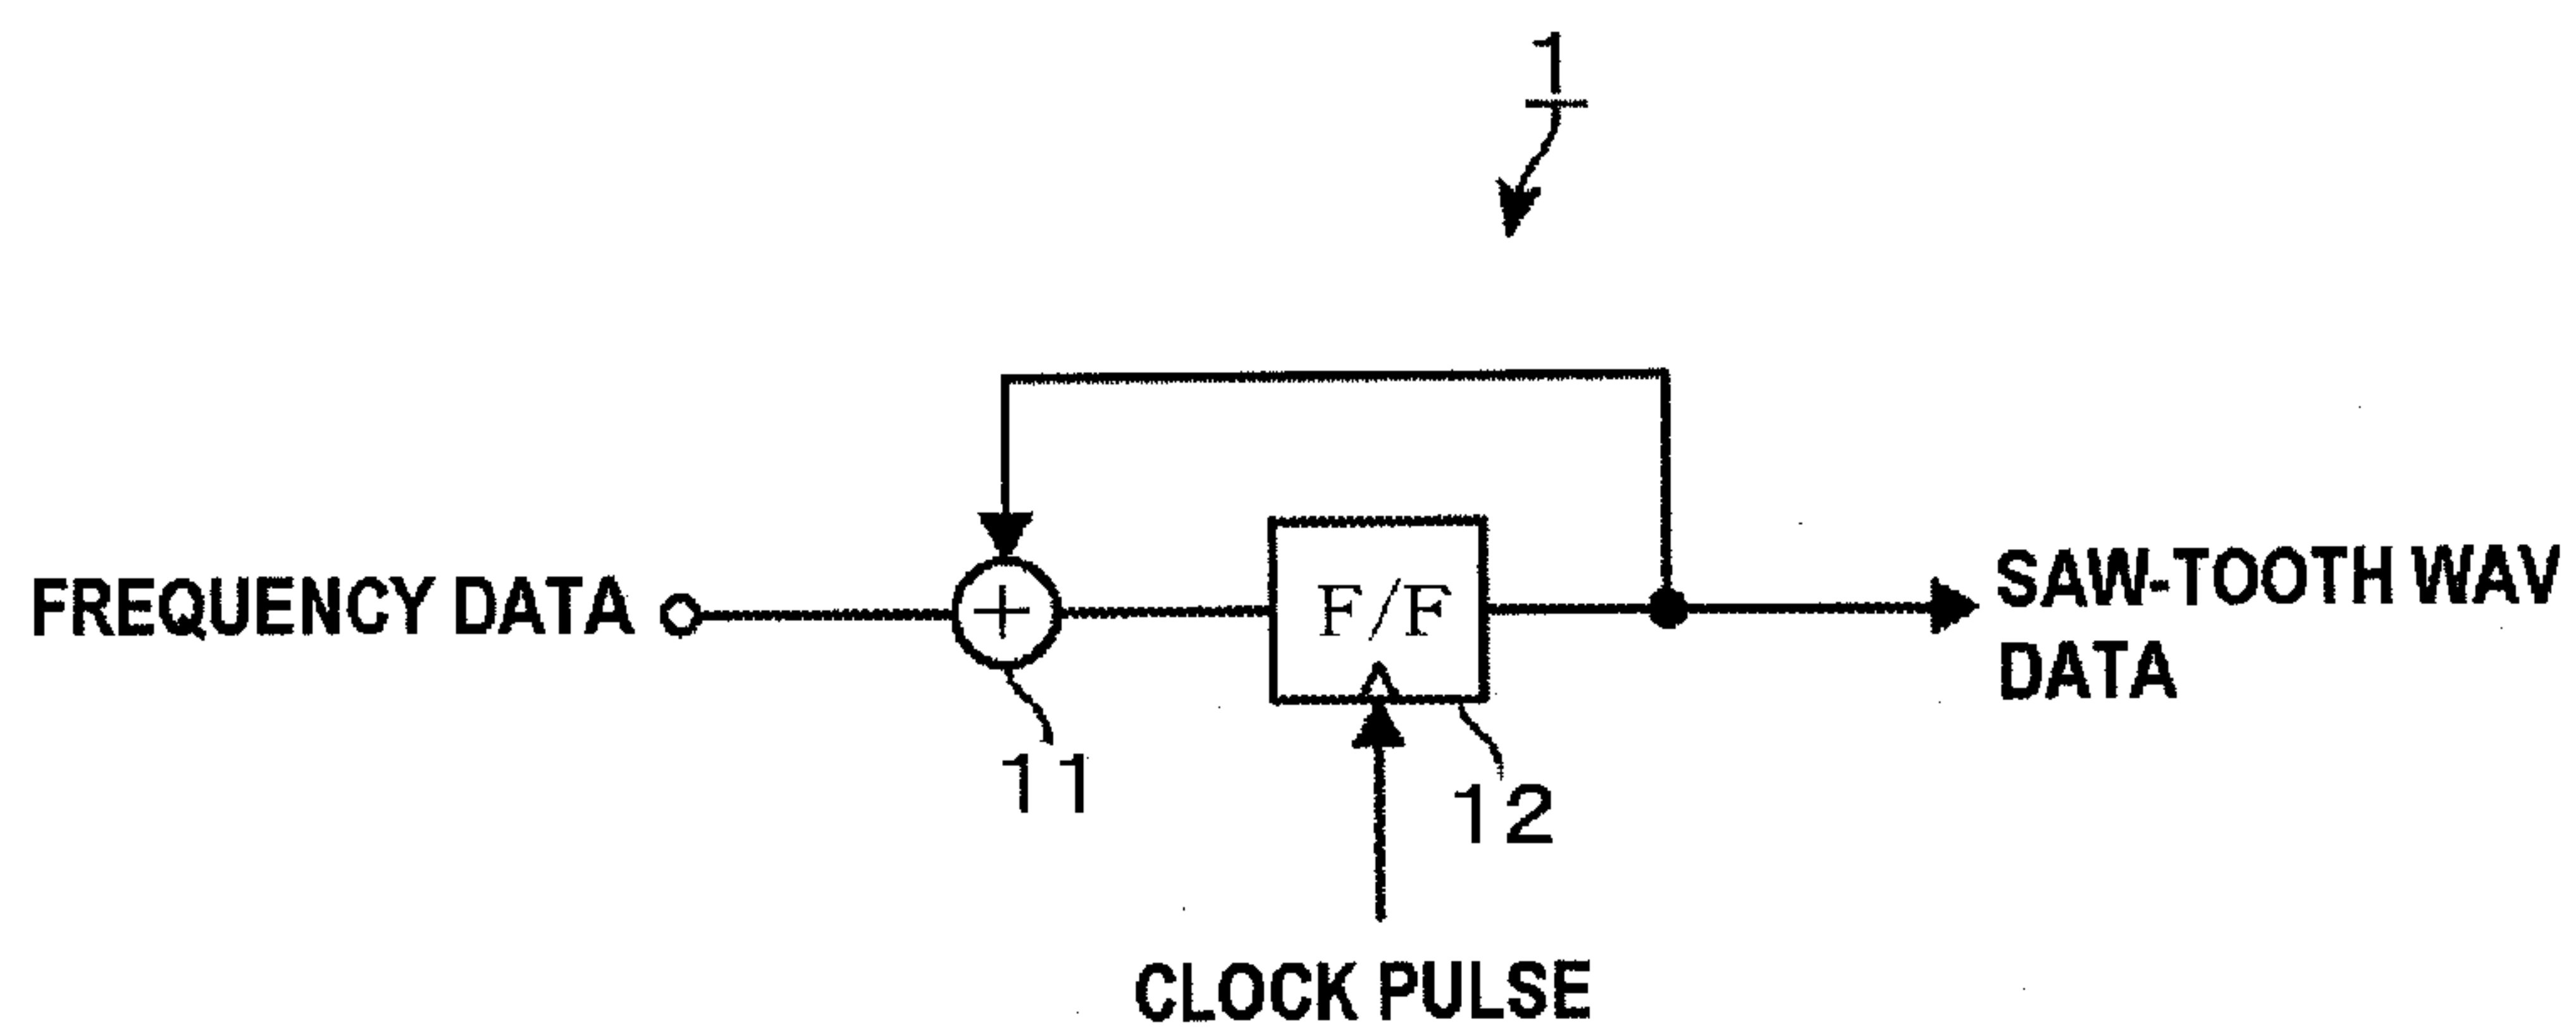 1
FREQUENCY DATA
+
F/F
SAW-TOOTH WAV
DATA
11
12
CLOCK PULSE